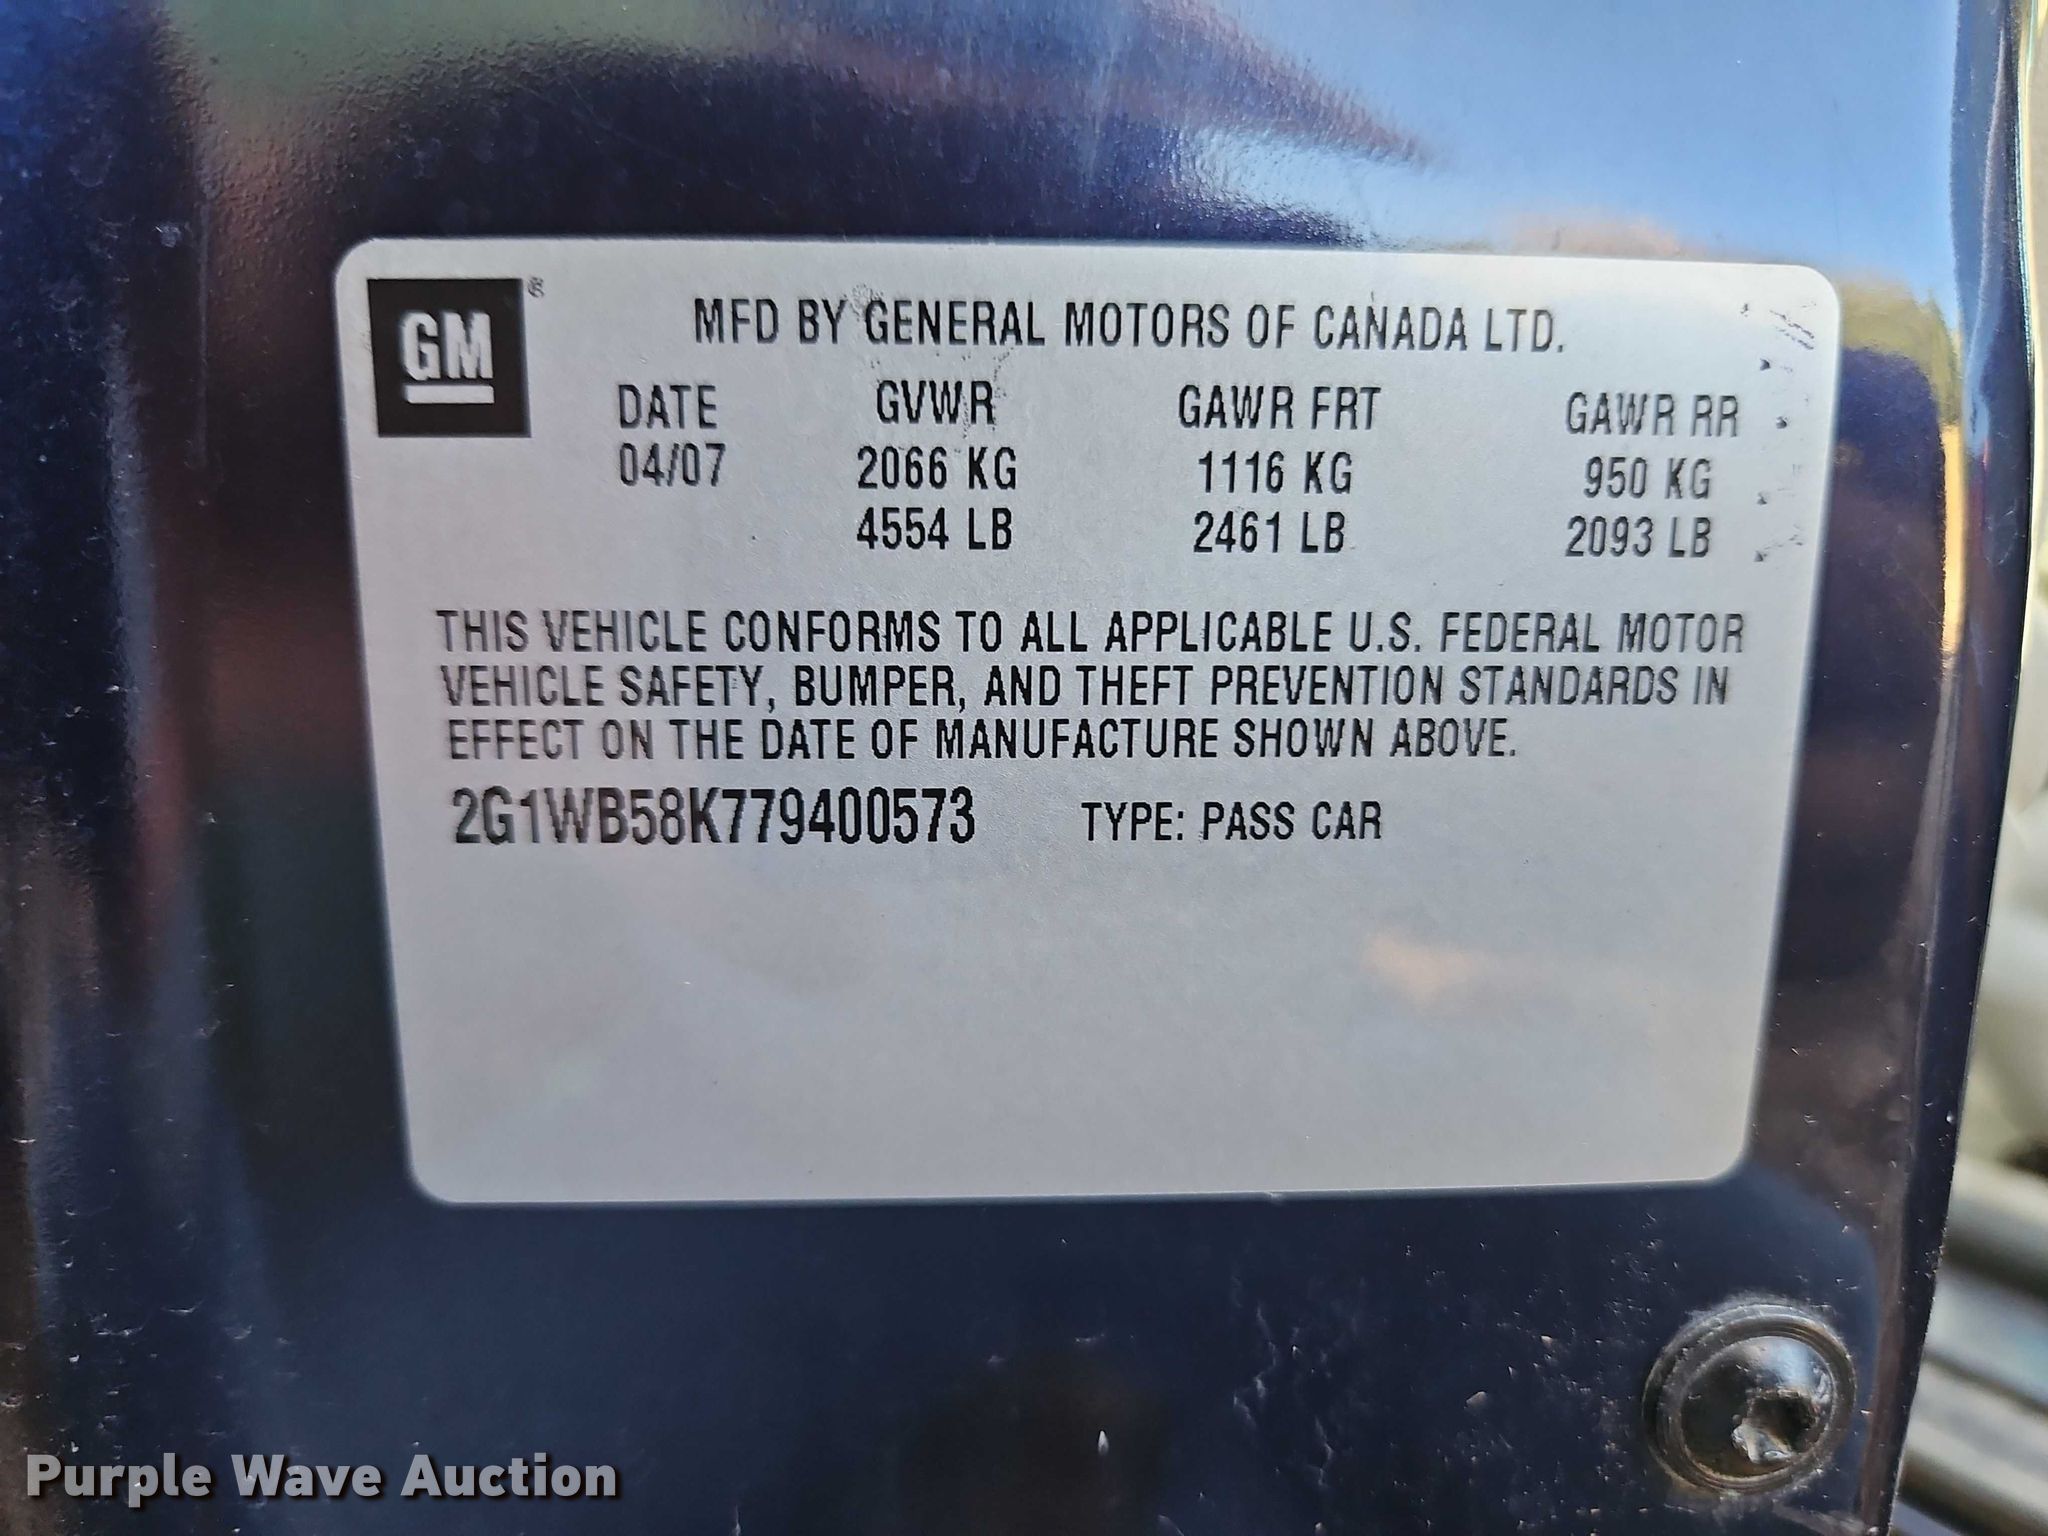 GM ®
MFD BY GENERAL MOTORS OF CANADA LTD.
DATE GVWR GAWR FRT GAWR RR
04/07 2066 KG 1116 KG 950 KG
4554 LB 2461 LB 2093 LB
THIS VEHICLE CONFORMS TO ALL APPLICABLE U.S. FEDERAL MOTOR
VEHICLE SAFETY, BUMPER, AND THEFT PREVENTION STANDARDS IN
EFFECT ON THE DATE OF MANUFACTURE SHOWN ABOVE.
2G1WB58K779400573 TYPE: PASS CAR
Purple Wave Auction